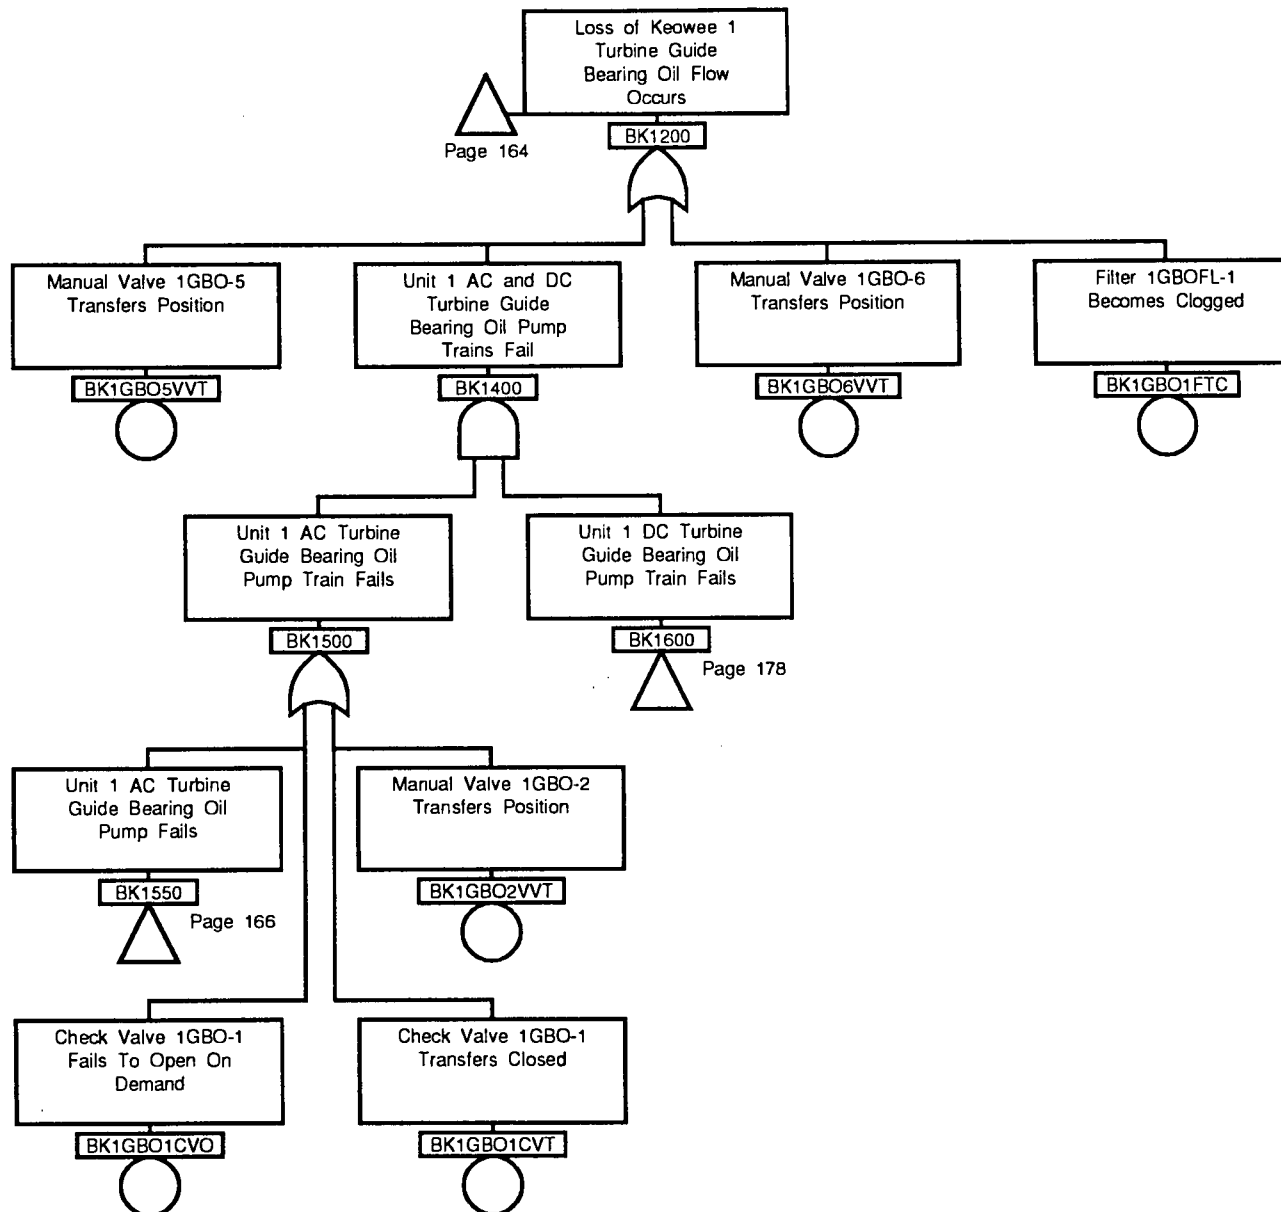 Loss of Keowee 1
Turbine Guide
Bearing Oil Flow
Occurs
BK1200
Page 164
Manual Valve 1GBO-5
Transfers Position
BK1GBO5VVT
Unit 1 AC and DC
Turbine Guide
Bearing Oil Pump
Trains Fail
BK1400
Manual Valve 1GBO-6
Transfers Position
BK1GBO6VVT
Filter 1GBOFL-1
Becomes Clogged
BK1GBO1FTC
Unit 1 AC Turbine
Guide Bearing Oil
Pump Train Fails
BK1500
Unit 1 DC Turbine
Guide Bearing Oil
Pump Train Fails
BK1600
Page 178
Unit 1 AC Turbine
Guide Bearing Oil
Pump Fails
BK1550
Page 166
Manual Valve 1GBO-2
Transfers Position
BK1GBO2VVT
Check Valve 1GBO-1
Fails To Open On
Demand
BK1GBO1CVO
Check Valve 1GBO-1
Transfers Closed
BK1GBO1CVT